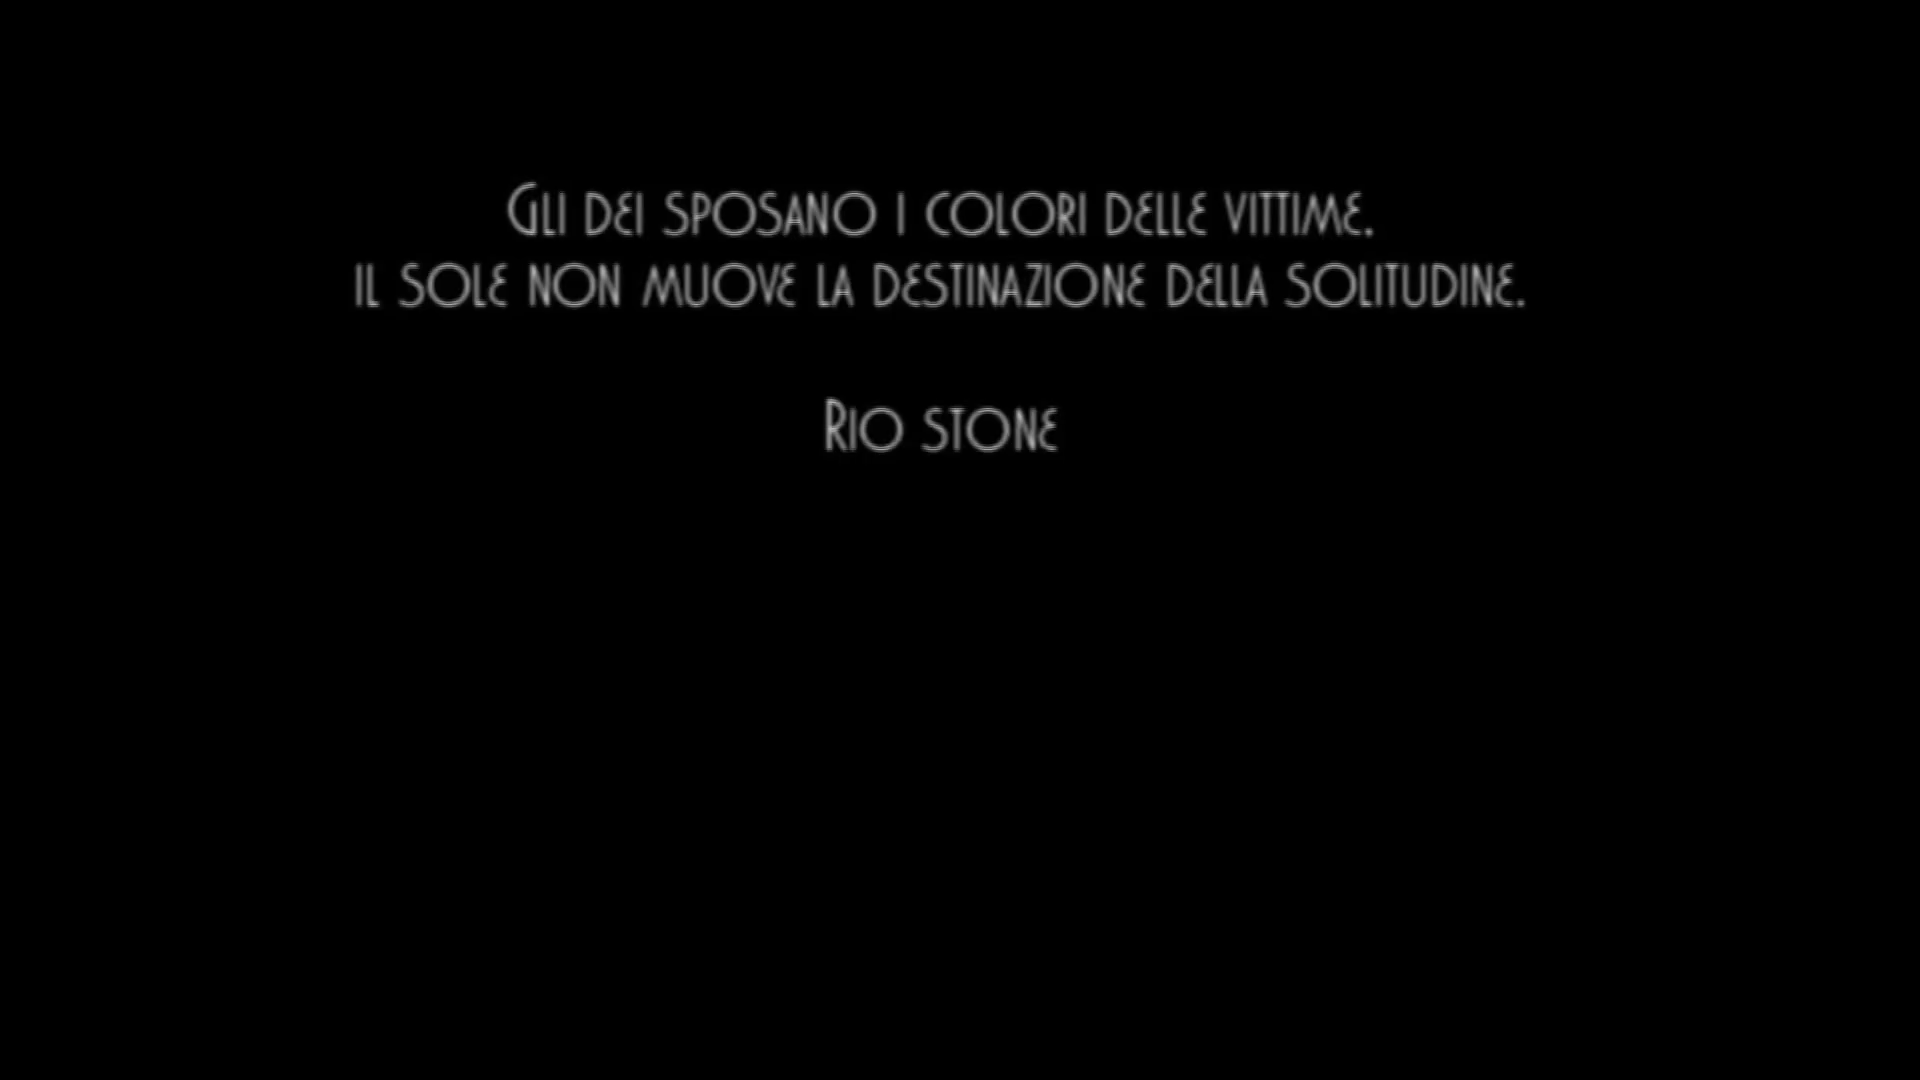 Gli dei sposano i colori delle vittime.
il sole non muove la destinazione della solitudine.
Rio stone